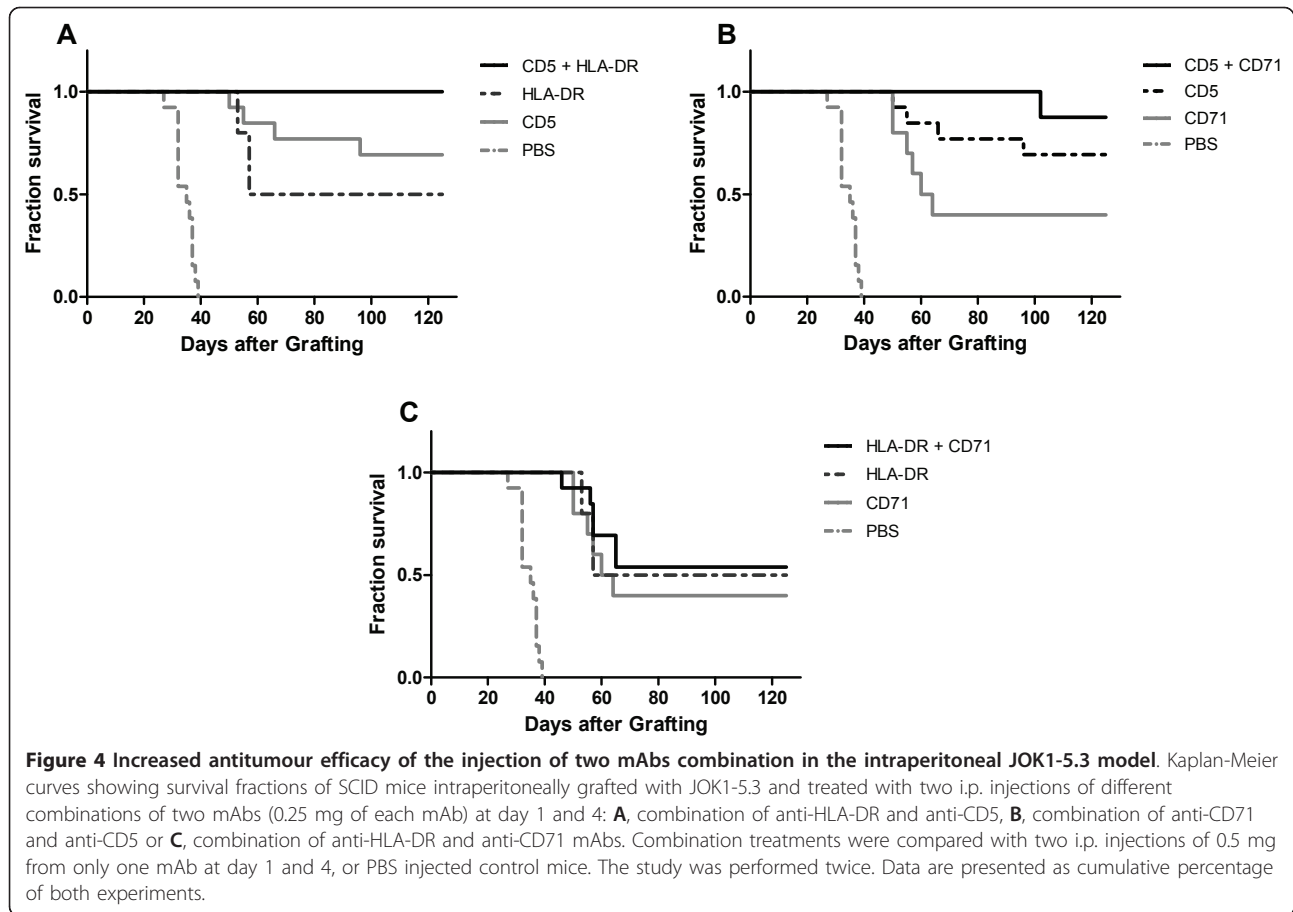 A
CD5 + HLA-DR
HLA-DR
CD5
PBS
Fraction survival
1.0
0.5
0.0
0 20 40 60 80 100 120
Days after Grafting
B
CD5 + CD71
CD5
CD71
PBS
Fraction survival
1.0
0.5
0.0
0 20 40 60 80 100 120
Days after Grafting
C
HLA-DR + CD71
HLA-DR
CD71
PBS
Fraction survival
1.0
0.5
0.0
0 20 40 60 80 100 120
Days after Grafting
Figure 4 Increased antitumour efficacy of the injection of two mAbs combination in the intraperitoneal JOK1-5.3 model. Kaplan-Meier
curves showing survival fractions of SCID mice intraperitoneally grafted with JOK1-5.3 and treated with two i.p. injections of different
combinations of two mAbs (0.25 mg of each mAb) at day 1 and 4: A, combination of anti-HLA-DR and anti-CD5, B, combination of anti-CD71
and anti-CD5 or C, combination of anti-HLA-DR and anti-CD71 mAbs. Combination treatments were compared with two i.p. injections of 0.5 mg
from only one mAb at day 1 and 4, or PBS injected control mice. The study was performed twice. Data are presented as cumulative percentage
of both experiments.